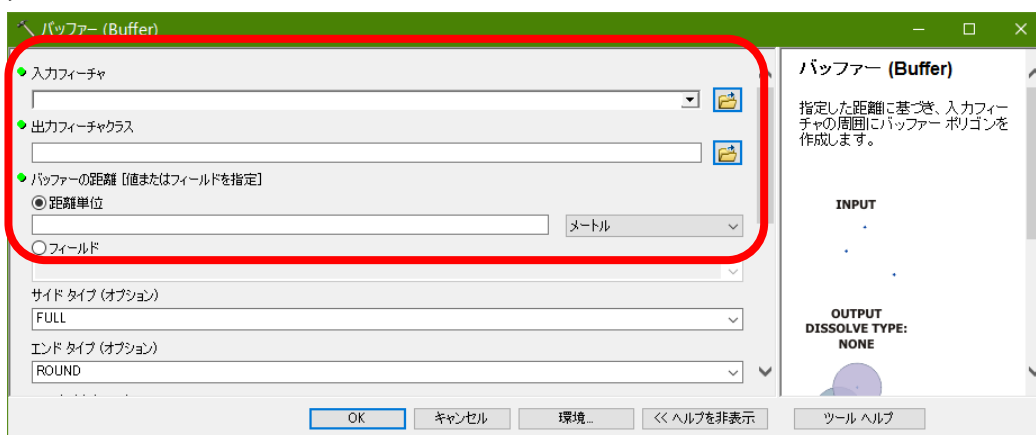 バッファー (Buffer)
入力フィーチャ
出力フィーチャクラス
バッファーの距離 [値またはフィールドを指定]
距離単位
メートル
フィールド
サイド タイプ (オプション)
FULL
エンド タイプ (オプション)
ROUND
OK
キャンセル
環境...
<< ヘルプを非表示
バッファー (Buffer)
指定した距離に基づき、入力フィー
チャの周囲にバッファー ポリゴンを
作成します。
INPUT
OUTPUT
DISSOLVE TYPE:
NONE
ツール ヘルプ